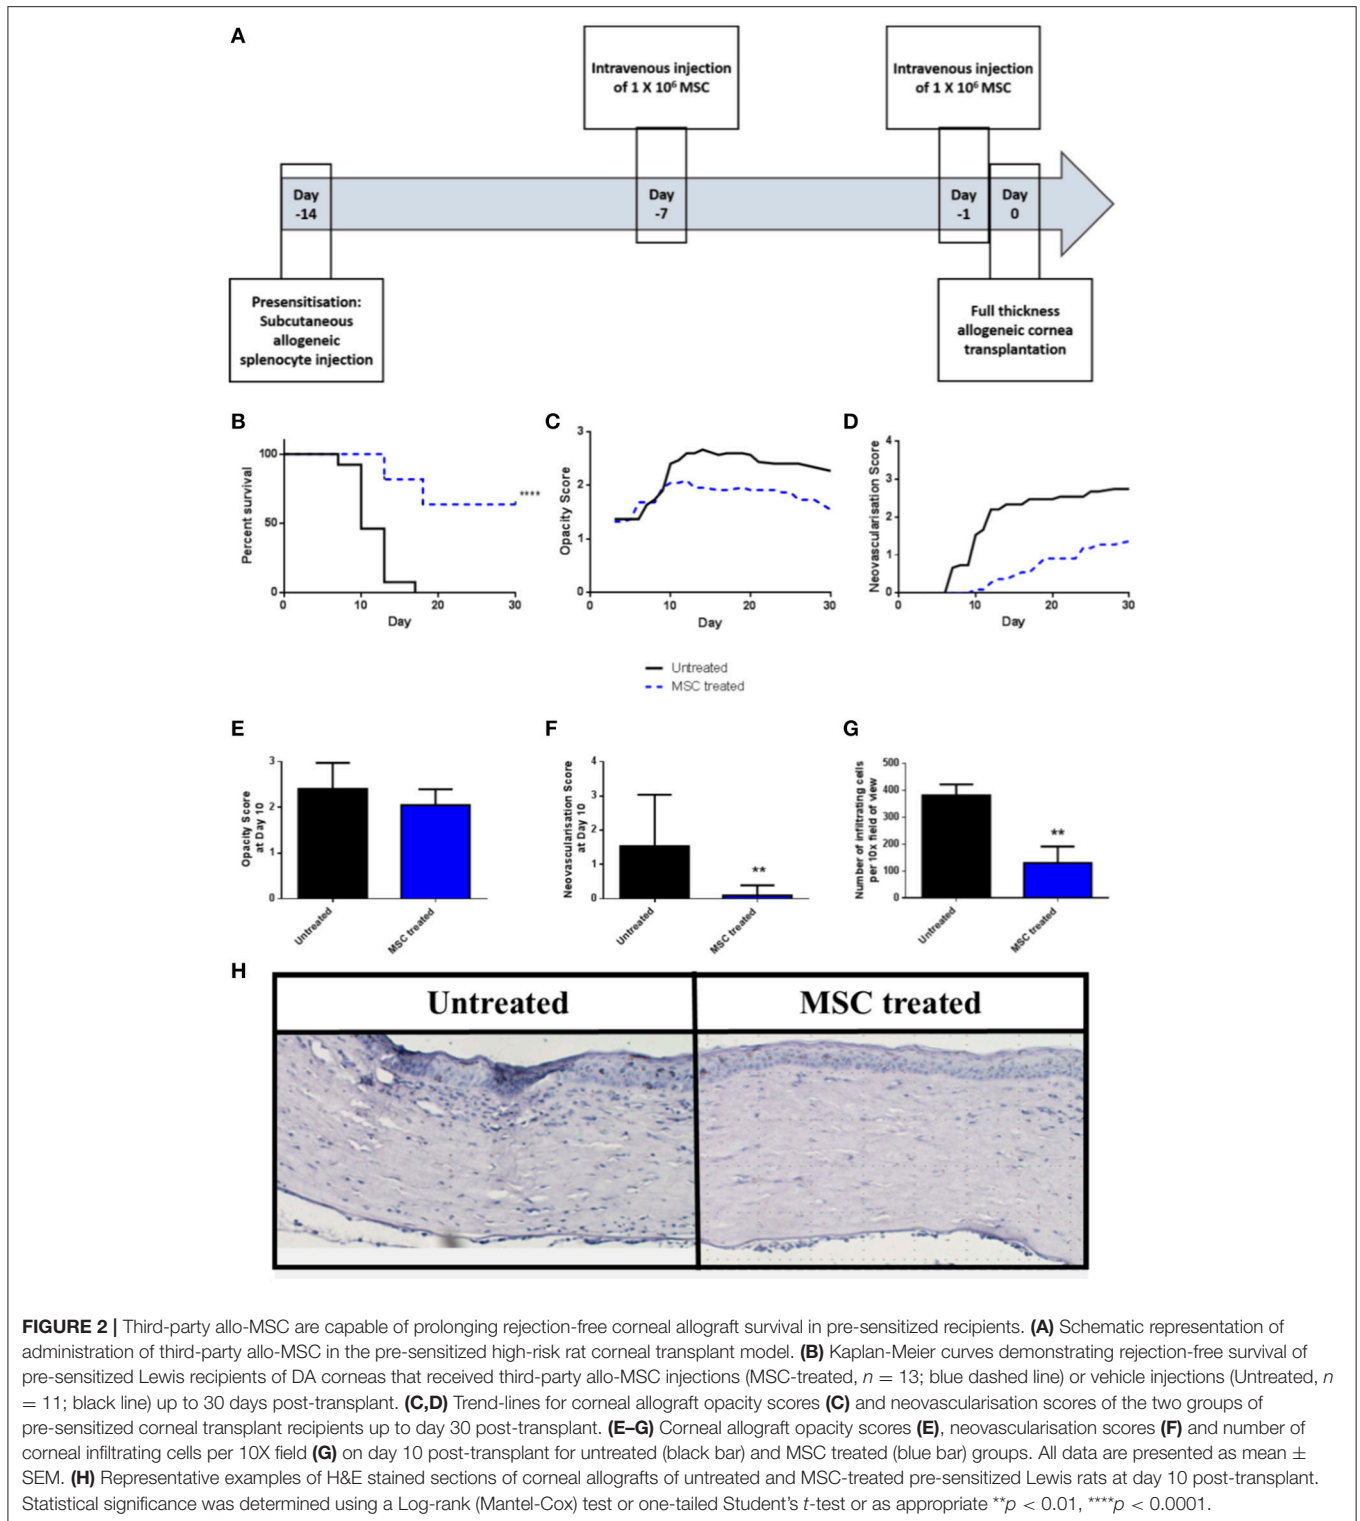 A
Intravenous injection
of 1 X 10⁶ MSC
Intravenous injection
of 1 X 10⁶ MSC
Day
-14
Day
-7
Day
-1
Day
0
Presensitisation:
Subcutaneous
allogeneic
splenocyte injection
Full thickness
allogeneic cornea
transplantation
B
Percent survival
100
50
0
0
10
20
30
Day
****
C
Opacity Score
3
2
1
0
0
10
20
30
Day
D
Neovascularisation Score
4
3
2
1
0
0
10
20
30
Day
Untreated
MSC treated
E
Opacity Score
at Day 10
3
2
1
0
Untreated
MSC treated
F
Neovascularisation Score
at Day 10
4
3
2
1
0
**
Untreated
MSC treated
G
Number of infiltrating cells
per 10x field of view
500
400
300
200
100
0
**
Untreated
MSC treated
H
Untreated
MSC treated
FIGURE 2 | Third-party allo-MSC are capable of prolonging rejection-free corneal allograft survival in pre-sensitized recipients. (A) Schematic representation of
administration of third-party allo-MSC in the pre-sensitized high-risk rat corneal transplant model. (B) Kaplan-Meier curves demonstrating rejection-free survival of
pre-sensitized Lewis recipients of DA corneas that received third-party allo-MSC injections (MSC-treated, n = 13; blue dashed line) or vehicle injections (Untreated, n
= 11; black line) up to 30 days post-transplant. (C,D) Trend-lines for corneal allograft opacity scores (C) and neovascularisation scores of the two groups of
pre-sensitized corneal transplant recipients up to day 30 post-transplant. (E–G) Corneal allograft opacity scores (E), neovascularisation scores (F) and number of
corneal infiltrating cells per 10X field (G) on day 10 post-transplant for untreated (black bar) and MSC treated (blue bar) groups. All data are presented as mean ±
SEM. (H) Representative examples of H&E stained sections of corneal allografts of untreated and MSC-treated pre-sensitized Lewis rats at day 10 post-transplant.
Statistical significance was determined using a Log-rank (Mantel-Cox) test or one-tailed Student's t-test or as appropriate **p < 0.01, ****p < 0.0001.